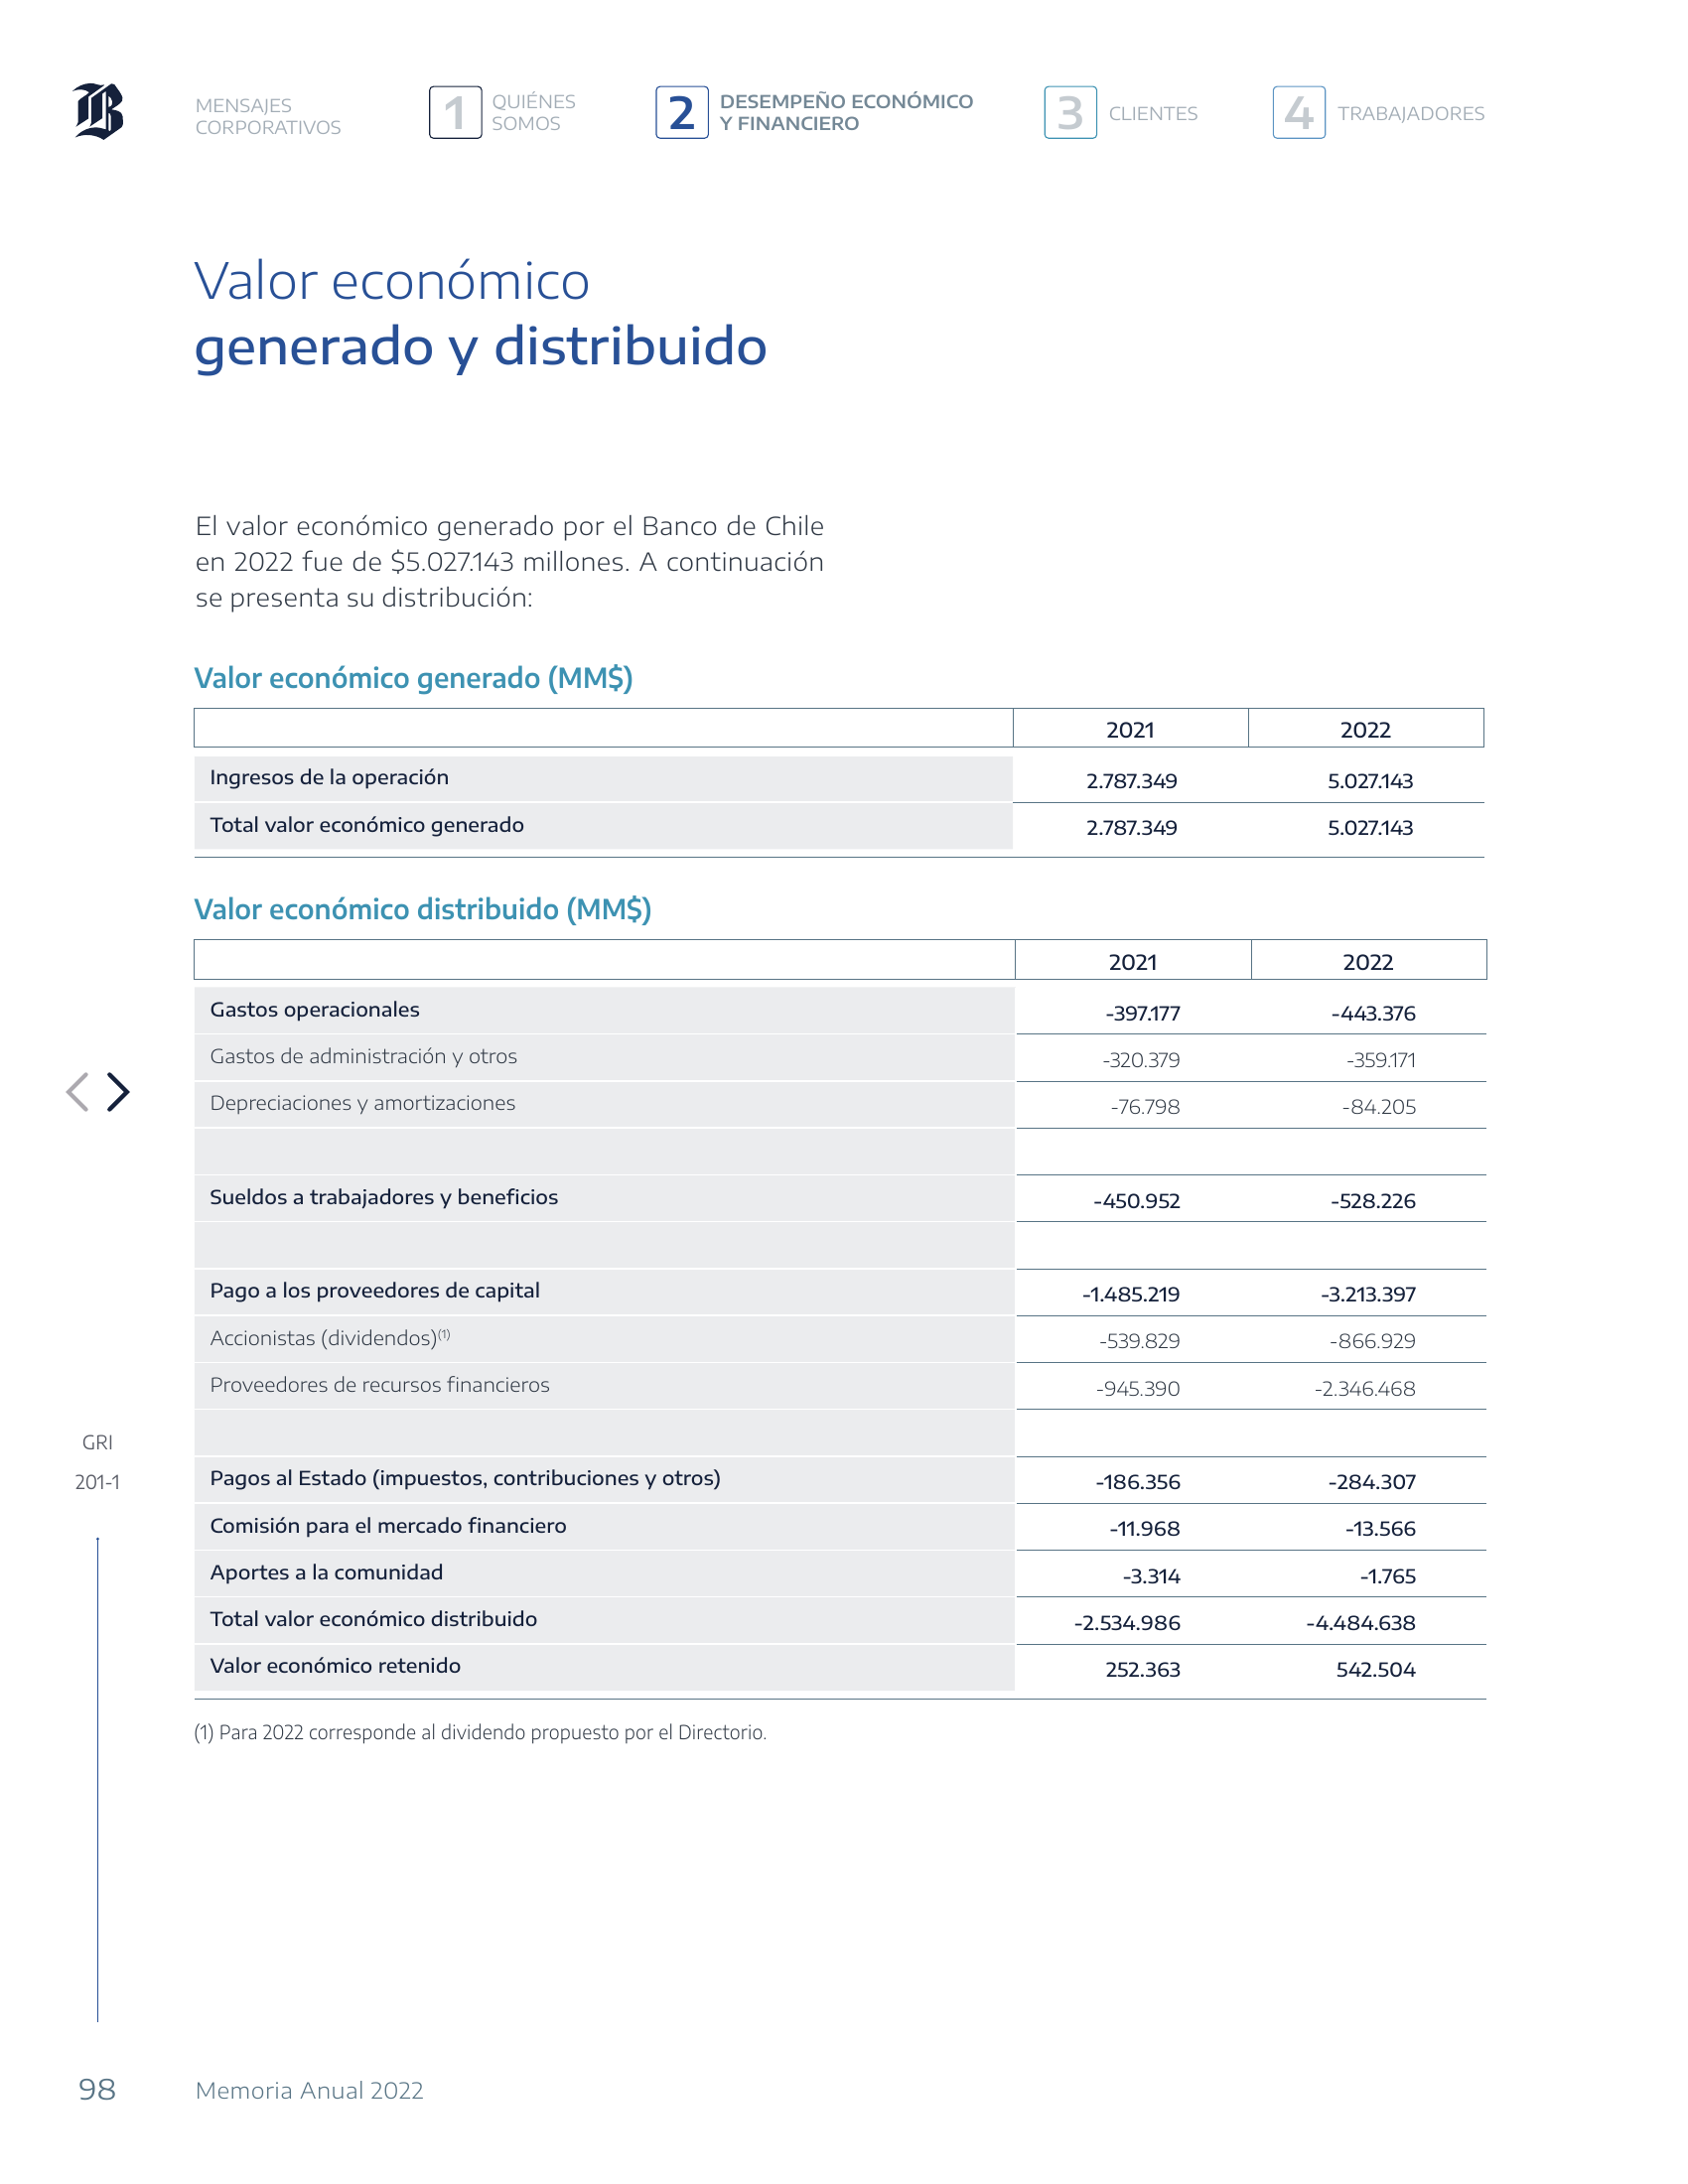 MENSAJES
CORPORATIVOS
1 QUIÉNES
SOMOS
2 DESEMPEÑO ECONÓMICO
Y FINANCIERO
3 CLIENTES
4 TRABAJADORES
Valor económico
generado y distribuido
El valor económico generado por el Banco de Chile
en 2022 fue de $5.027.143 millones. A continuación
se presenta su distribución:
Valor económico generado (MM$)
2021 2022
Ingresos de la operación 2.787.349 5.027.143
Total valor económico generado 2.787.349 5.027.143
Valor económico distribuido (MM$)
2021 2022
Gastos operacionales -397.177 -443.376
Gastos de administración y otros -320.379 -359.171
Depreciaciones y amortizaciones -76.798 -84.205
Sueldos a trabajadores y beneficios -450.952 -528.226
Pago a los proveedores de capital -1.485.219 -3.213.397
Accionistas (dividendos)(1) -539.829 -866.929
Proveedores de recursos financieros -945.390 -2.346.468
Pagos al Estado (impuestos, contribuciones y otros) -186.356 -284.307
Comisión para el mercado financiero -11.968 -13.566
Aportes a la comunidad -3.314 -1.765
Total valor económico distribuido -2.534.986 -4.484.638
Valor económico retenido 252.363 542.504
(1) Para 2022 corresponde al dividendo propuesto por el Directorio.
GRI
201-1
98 Memoria Anual 2022